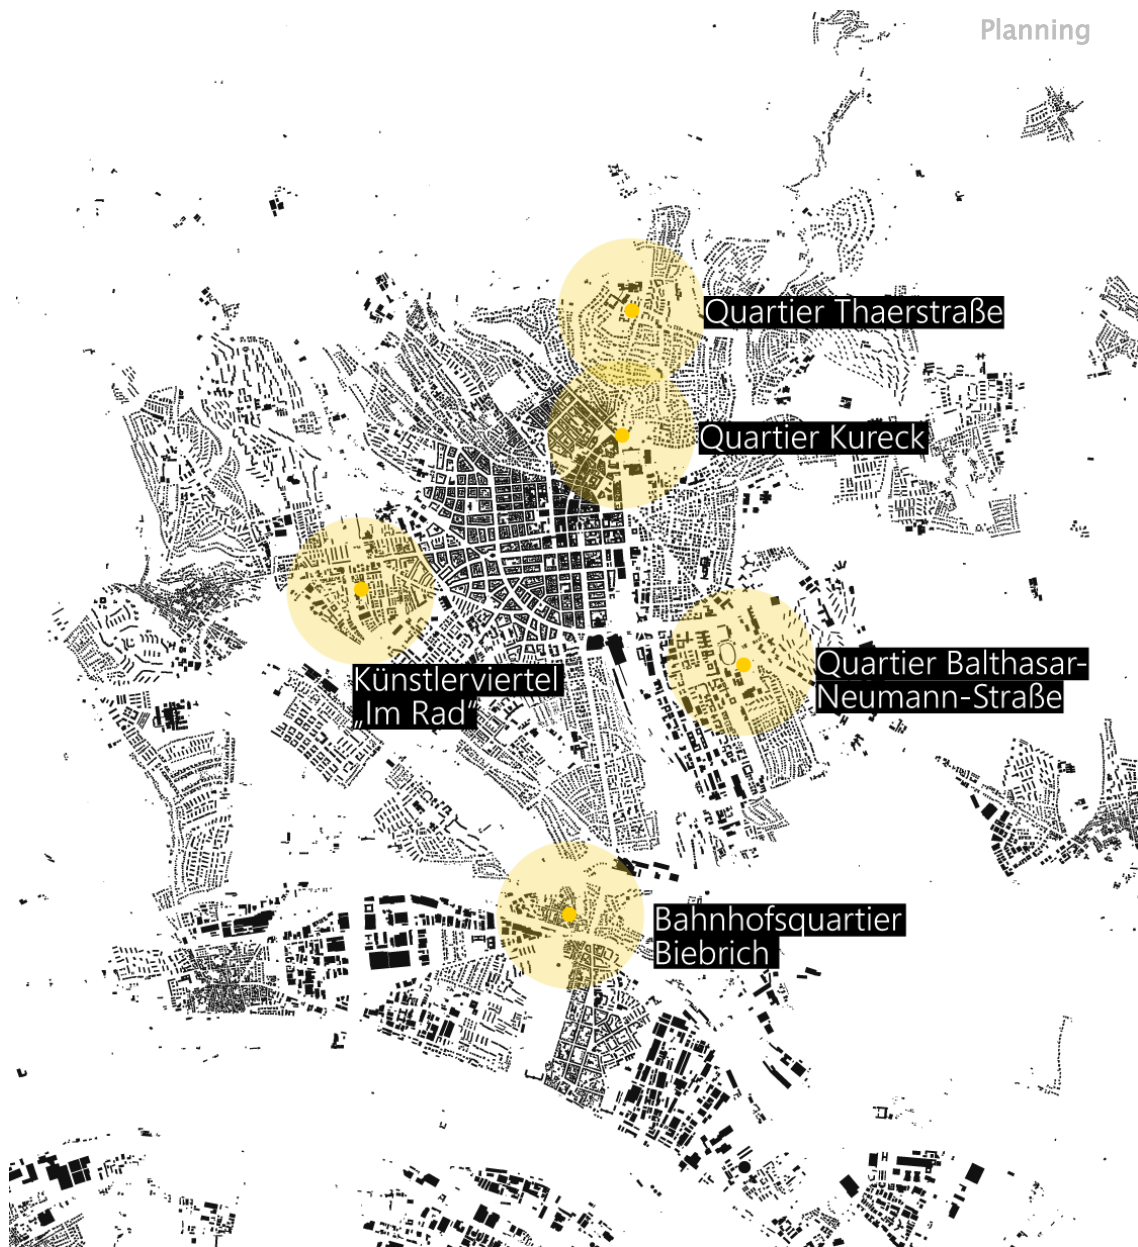 Planning
Quartier Thaerstraße
Quartier Kureck
Künstlerviertel
„Im Rad“
Quartier Balthasar-
Neumann-Straße
Bahnhofsquartier
Biebrich